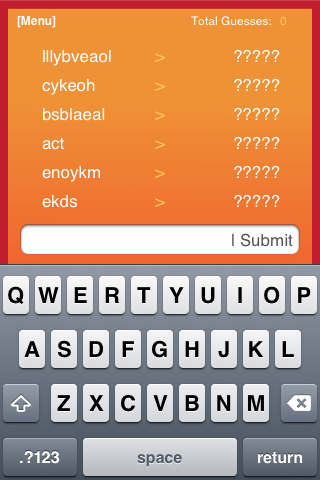 [Menu] Total Guesses: 0
lllybveaol > ?????
cykeoh > ?????
bsblaeal > ?????
act > ?????
enoykm > ?????
ekds > ?????
| Submit
Q W E R T Y U I O P
A S D F G H J K L
Z X C V B N M
.?123 space return